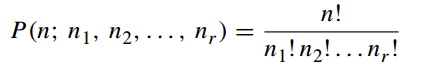 P(n; n₁, n₂, ..., nᵣ) = n! / (n₁! n₂! ... nᵣ!)